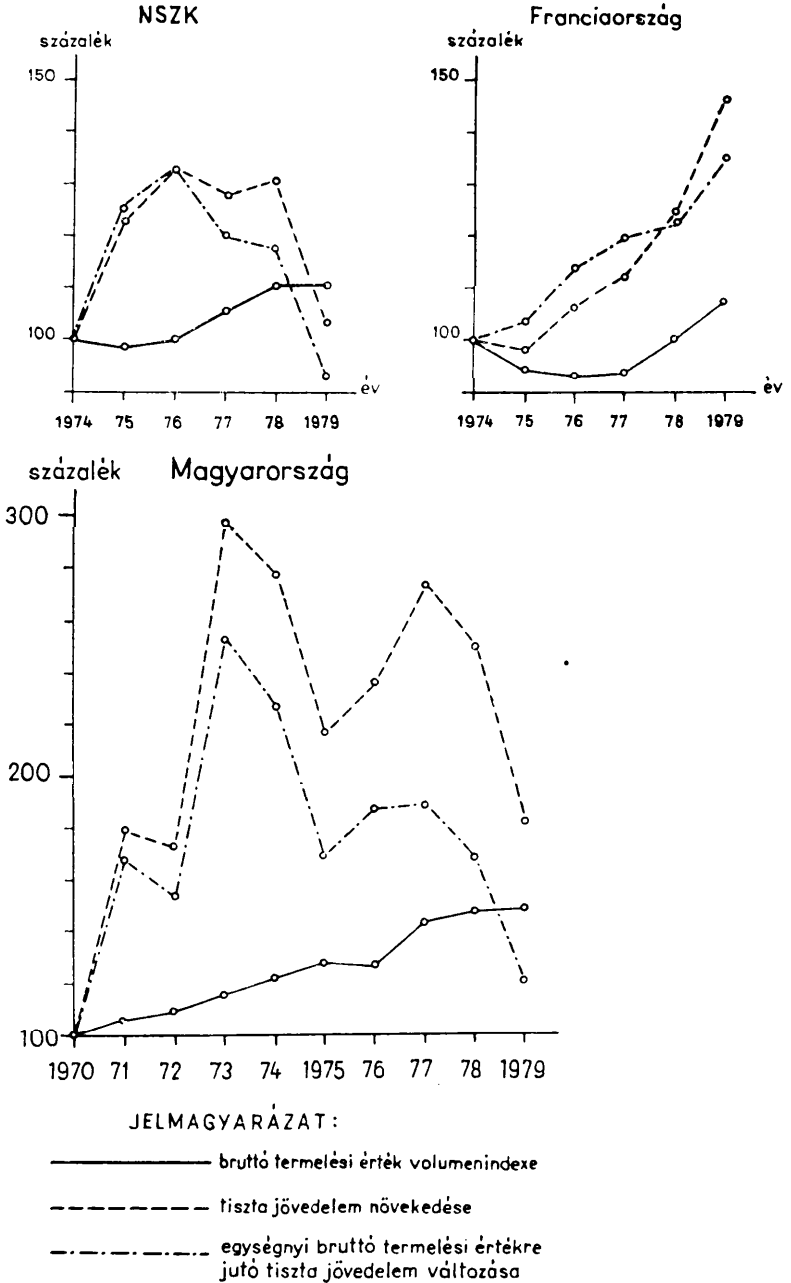 NSZK
százalék
150
100
év
1974 75 76 77 78 1979
Franciaország
százalék
150
100
év
1974 75 76 77 78 1979
százalék Magyarország
300
200
100
1970 71 72 73 74 1975 76 77 78 1979
JELMAGYARÁZAT:
bruttó termelési érték volumenindexe
tiszta jövedelem növekedése
egységnyi bruttó termelési értékre
jutó tiszta jövedelem változása